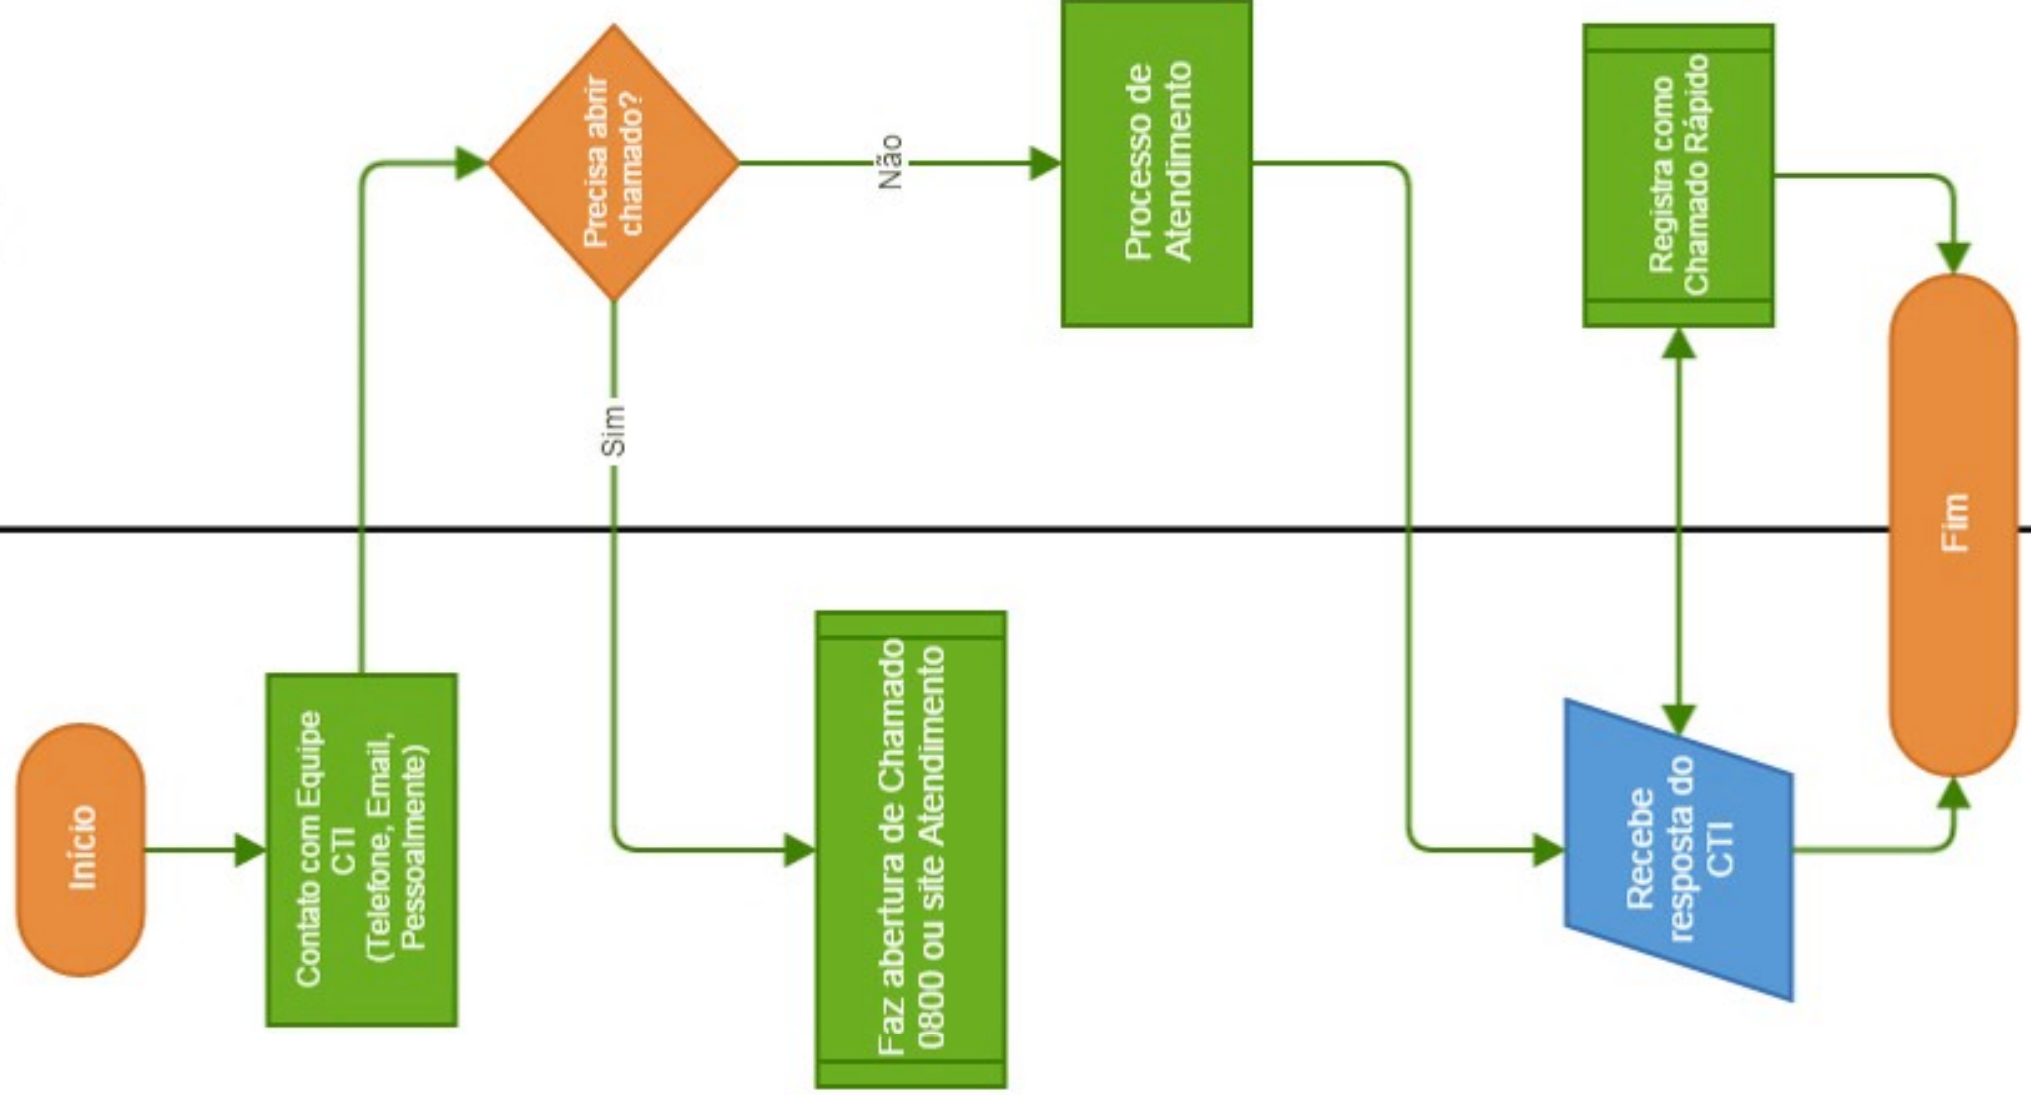 Início
Contato com Equipe
CTI
(Telefone, Email,
Pessoalmente)
Precisa abrir
chamado?
Sim
Não
Faz abertura de Chamado
0800 ou site Atendimento
Processo de
Atendimento
Recebe
resposta do
CTI
Registra como
Chamado Rápido
Fim